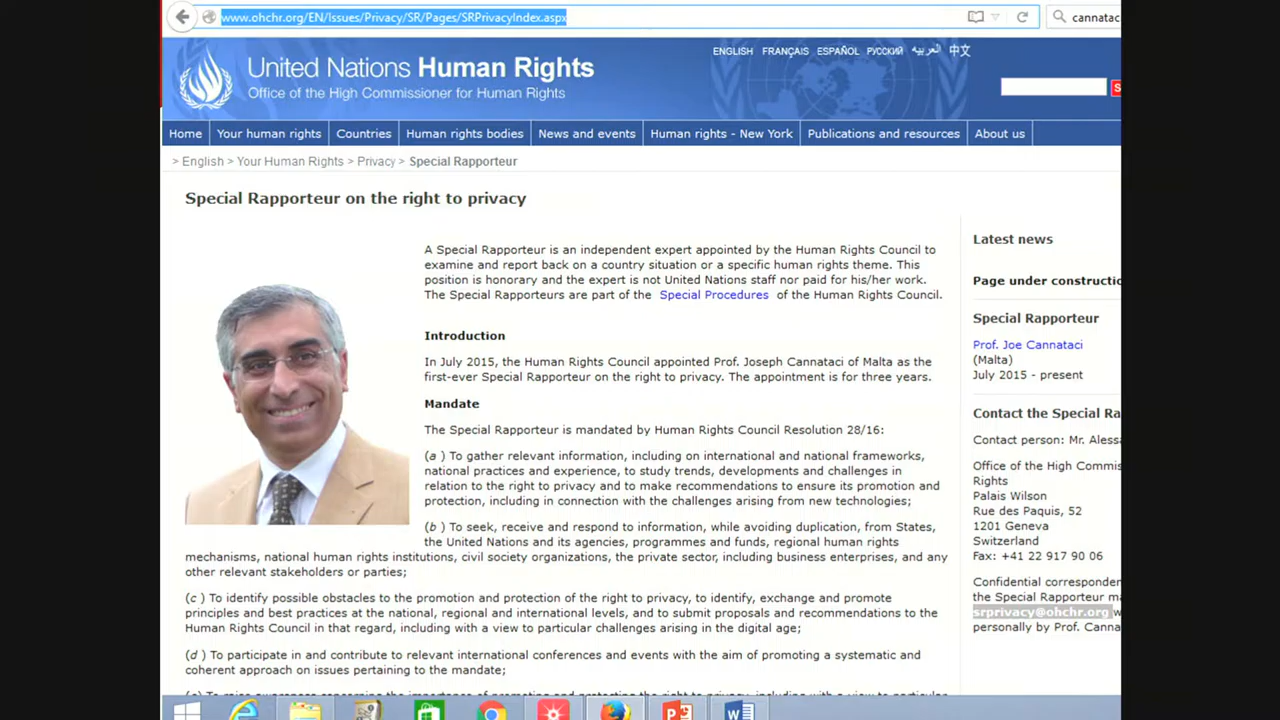 www.ohchr.org/EN/Issues/Privacy/SR/Pages/SRPrivacyIndex.aspx
cannatac
ENGLISH FRANÇAIS ESPAÑOL РУССКИЙ العربية 中文
United Nations Human Rights
Office of the High Commissioner for Human Rights
S
Home Your human rights Countries Human rights bodies News and events Human rights - New York Publications and resources About us
> English > Your Human Rights > Privacy > Special Rapporteur
Special Rapporteur on the right to privacy
A Special Rapporteur is an independent expert appointed by the Human Rights Council to
examine and report back on a country situation or a specific human rights theme. This
position is honorary and the expert is not United Nations staff nor paid for his/her work.
The Special Rapporteurs are part of the Special Procedures of the Human Rights Council.
Introduction
In July 2015, the Human Rights Council appointed Prof. Joseph Cannataci of Malta as the
first-ever Special Rapporteur on the right to privacy. The appointment is for three years.
Mandate
The Special Rapporteur is mandated by Human Rights Council Resolution 28/16:
(a ) To gather relevant information, including on international and national frameworks,
national practices and experience, to study trends, developments and challenges in
relation to the right to privacy and to make recommendations to ensure its promotion and
protection, including in connection with the challenges arising from new technologies;
(b ) To seek, receive and respond to information, while avoiding duplication, from States,
the United Nations and its agencies, programmes and funds, regional human rights
mechanisms, national human rights institutions, civil society organizations, the private sector, including business enterprises, and any
other relevant stakeholders or parties;
(c ) To identify possible obstacles to the promotion and protection of the right to privacy, to identify, exchange and promote
principles and best practices at the national, regional and international levels, and to submit proposals and recommendations to the
Human Rights Council in that regard, including with a view to particular challenges arising in the digital age;
(d ) To participate in and contribute to relevant international conferences and events with the aim of promoting a systematic and
coherent approach on issues pertaining to the mandate;
Latest news
Page under constructio
Special Rapporteur
Prof. Joe Cannataci
(Malta)
July 2015 - present
Contact the Special Ra
Contact person: Mr. Alessa
Office of the High Commis
Rights
Palais Wilson
Rue des Paquis, 52
1201 Geneva
Switzerland
Fax: +41 22 917 90 06
Confidential corresponden
the Special Rapporteur ma
srprivacy@ohchr.org w
personally by Prof. Canna